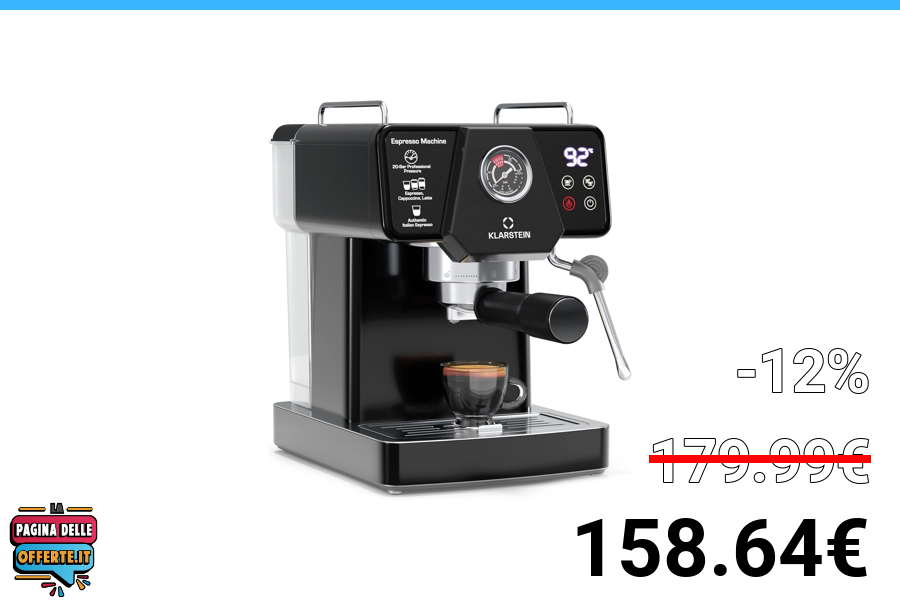 Espresso Machine
20-Bar Professional
Pressure
Espresso,
Cappuccino, Latte
Authentic
Italian Espresso
92°C
KLARSTEIN
-12%
179.99€
158.64€
LA
PAGINA DELLE
OFFERTE.IT